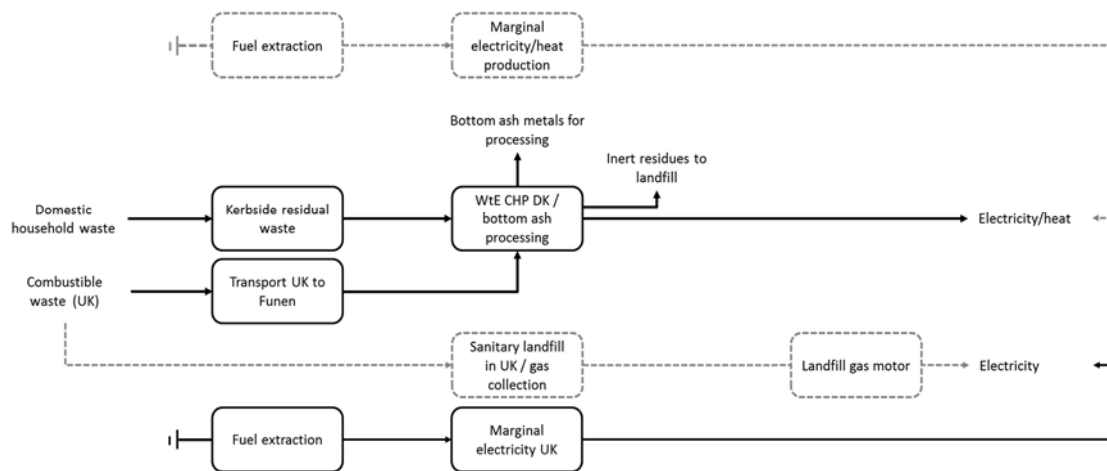 Fuel extraction
Marginal
electricity/heat
production
Bottom ash metals for
processing
Inert residues to
landfill
Domestic
household waste
Kerbside residual
waste
WtE CHP DK /
bottom ash
processing
Electricity/heat
Combustible
waste (UK)
Transport UK to
Funen
Sanitary landfill
in UK / gas
collection
Landfill gas motor
Electricity
Fuel extraction
Marginal
electricity UK